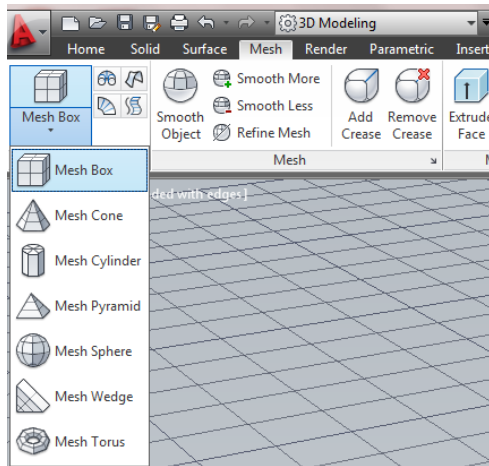 3D Modeling
Home Solid Surface Mesh Render Parametric Insert
Mesh Box
Smooth Object
Smooth More
Smooth Less
Refine Mesh
Add Crease
Remove Crease
Extrude Face
Mesh
Mesh Box
ded with edges]
Mesh Cone
Mesh Cylinder
Mesh Pyramid
Mesh Sphere
Mesh Wedge
Mesh Torus